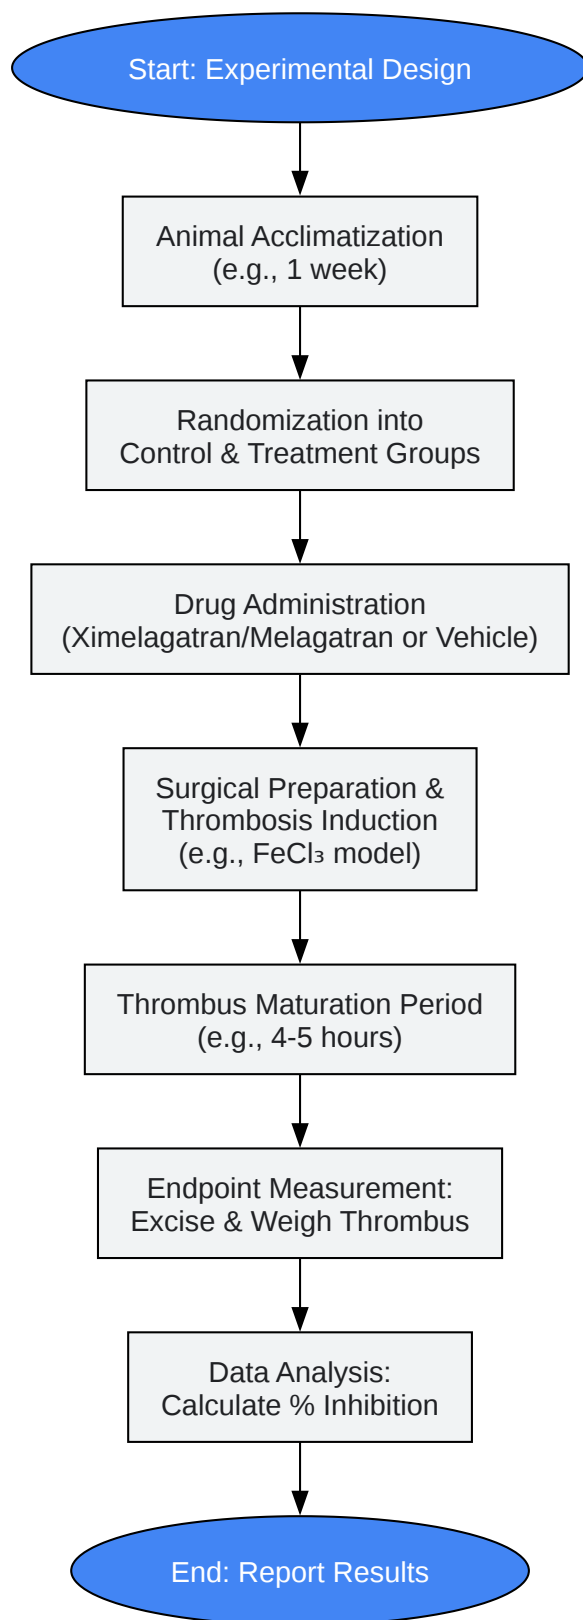 Start: Experimental Design
Animal Acclimatization
(e.g., 1 week)
Randomization into
Control & Treatment Groups
Drug Administration
(Ximelagatran/Melagatran or Vehicle)
Surgical Preparation &
Thrombosis Induction
(e.g., FeCl₃ model)
Thrombus Maturation Period
(e.g., 4-5 hours)
Endpoint Measurement:
Excise & Weigh Thrombus
Data Analysis:
Calculate % Inhibition
End: Report Results